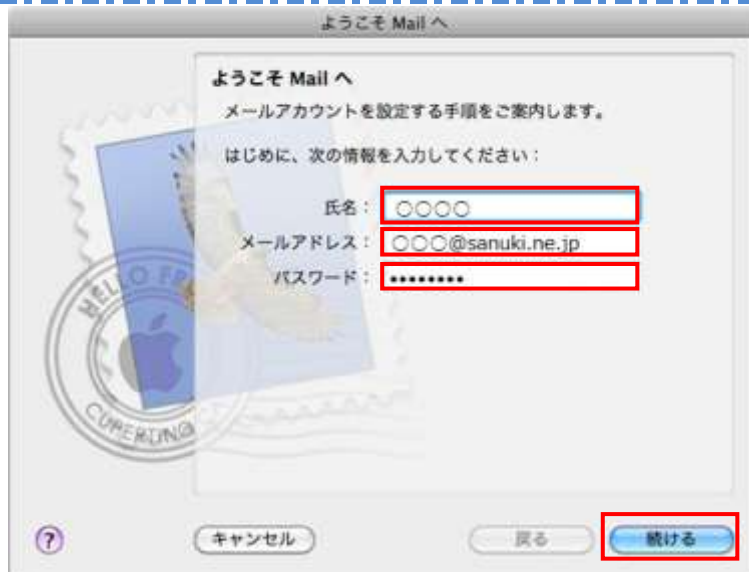 ようこそ Mail へ
ようこそ Mail へ
メールアカウントを設定する手順をご案内します。
はじめに、次の情報を入力してください：
氏名： ○○○○
メールアドレス： ○○○@sanuki.ne.jp
パスワード： ••••••••
HELLO FR
CUPERTINO
? キャンセル 戻る 続ける